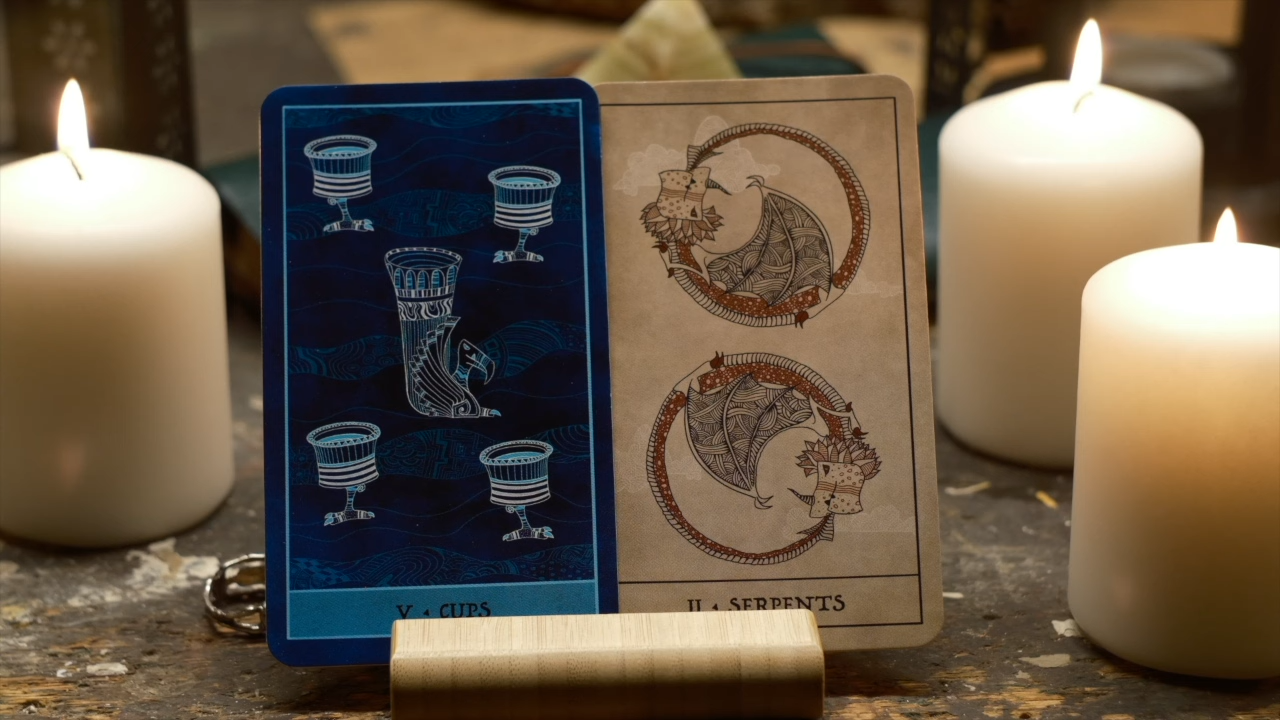 V • CUPS
II • SERPENTS